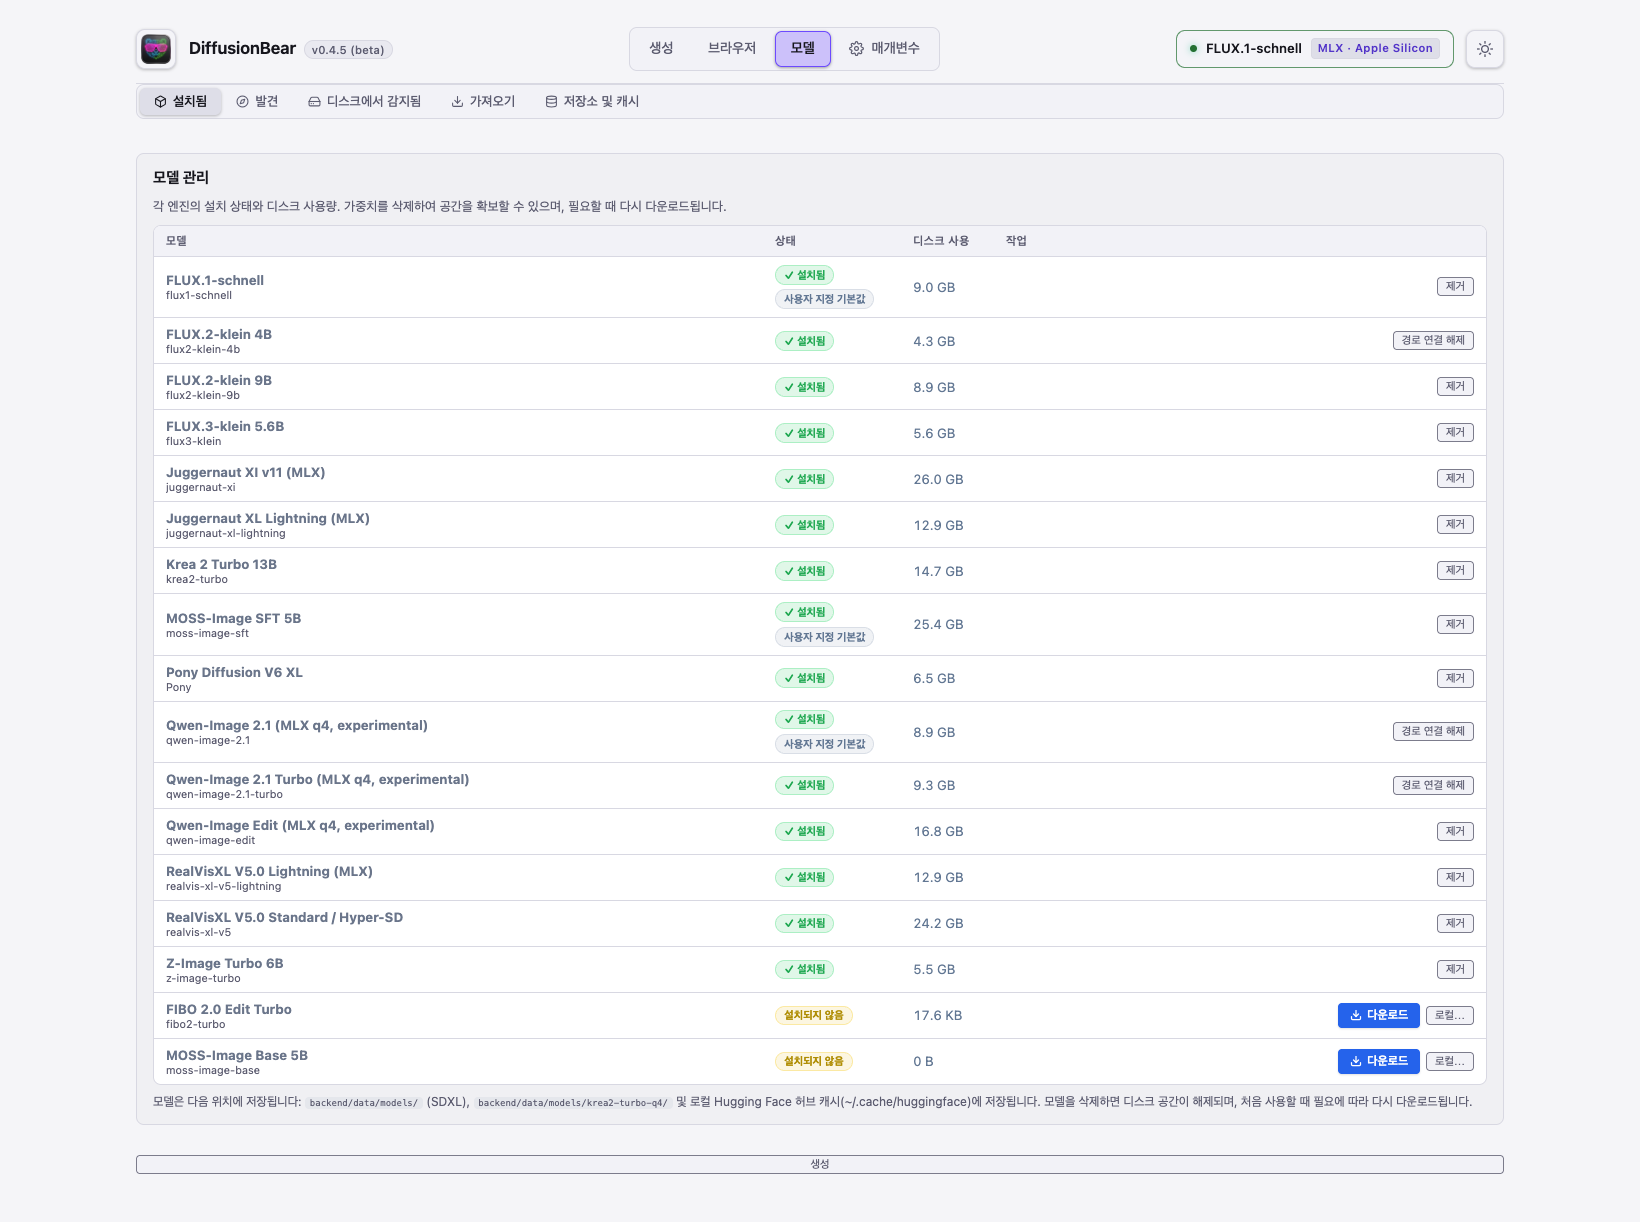 DiffusionBear v0.4.5 (beta)
생성 브라우저 모델 매개변수
FLUX.1-schnell MLX · Apple Silicon
설치됨 발견 디스크에서 감지됨 가져오기 저장소 및 캐시
모델 관리
각 엔진의 설치 상태와 디스크 사용량. 가중치를 삭제하여 공간을 확보할 수 있으며, 필요할 때 다시 다운로드됩니다.
모델 상태 디스크 사용 작업
FLUX.1-schnell
flux1-schnell
✓ 설치됨
사용자 지정 기본값
9.0 GB
제거
FLUX.2-klein 4B
flux2-klein-4b
✓ 설치됨
4.3 GB
경로 연결 해제
FLUX.2-klein 9B
flux2-klein-9b
✓ 설치됨
8.9 GB
제거
FLUX.3-klein 5.6B
flux3-klein
✓ 설치됨
5.6 GB
제거
Juggernaut XI v11 (MLX)
juggernaut-xi
✓ 설치됨
26.0 GB
제거
Juggernaut XL Lightning (MLX)
juggernaut-xl-lightning
✓ 설치됨
12.9 GB
제거
Krea 2 Turbo 13B
krea2-turbo
✓ 설치됨
14.7 GB
제거
MOSS-Image SFT 5B
moss-image-sft
✓ 설치됨
사용자 지정 기본값
25.4 GB
제거
Pony Diffusion V6 XL
Pony
✓ 설치됨
6.5 GB
제거
Qwen-Image 2.1 (MLX q4, experimental)
qwen-image-2.1
✓ 설치됨
사용자 지정 기본값
8.9 GB
경로 연결 해제
Qwen-Image 2.1 Turbo (MLX q4, experimental)
qwen-image-2.1-turbo
✓ 설치됨
9.3 GB
경로 연결 해제
Qwen-Image Edit (MLX q4, experimental)
qwen-image-edit
✓ 설치됨
16.8 GB
제거
RealVisXL V5.0 Lightning (MLX)
realvis-xl-v5-lightning
✓ 설치됨
12.9 GB
제거
RealVisXL V5.0 Standard / Hyper-SD
realvis-xl-v5
✓ 설치됨
24.2 GB
제거
Z-Image Turbo 6B
z-image-turbo
✓ 설치됨
5.5 GB
제거
FIBO 2.0 Edit Turbo
fibo2-turbo
설치되지 않음
17.6 KB
다운로드
로컬...
MOSS-Image Base 5B
moss-image-base
설치되지 않음
0 B
다운로드
로컬...
모델은 다음 위치에 저장됩니다: backend/data/models/ (SDXL), backend/data/models/krea2-turbo-q4/ 및 로컬 Hugging Face 허브 캐시(~/.cache/huggingface)에 저장됩니다. 모델을 삭제하면 디스크 공간이 해제되며, 처음 사용할 때 필요에 따라 다시 다운로드됩니다.
생성